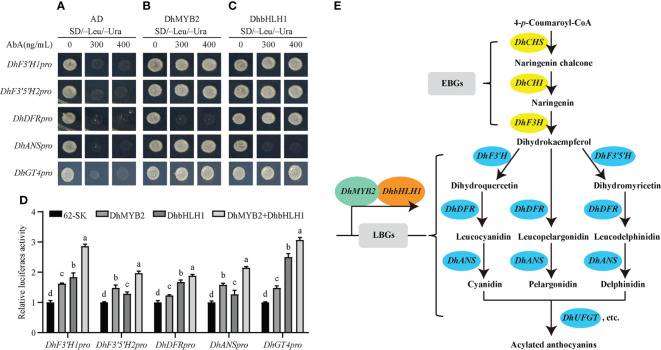 A
AD
SD/-Leu/-Ura
B
DhMYB2
SD/-Leu/-Ura
C
DhbHLH1
SD/-Leu/-Ura
AbA(ng/mL) 0 300 400 0 300 400 0 300 400
DhF3'H1pro
DhF3'5'H2pro
DhDFRpro
DhANSpro
DhGT4pro
D
62-SK DhMYB2 DhbHLH1 DhMYB2+DhbHLH1
Relative luciferaes activity
4
3
2
1
0
d c b a
d b c a
d c b a
d b c a
d c b a
DhF3'H1pro DhF3'5'H2pro DhDFRpro DhANSpro DhGT4pro
E
4-p-Coumaroyl-CoA
DhCHS
Naringenin chalcone
EBGs
DhCHI
Naringenin
DhF3H
Dihydrokaempferol
DhF3'H DhF3'5'H
Dihydroquercetin Dihydromyricetin
DhMYB2 DhbHLH1
DhDFR DhDFR DhDFR
LBGs
Leucocyanidin Leucopelargonidin Leucodelphinidin
DhANS DhANS DhANS
Cyanidin Pelargonidin Delphinidin
DhUFGT , etc.
Acylated anthocyanins